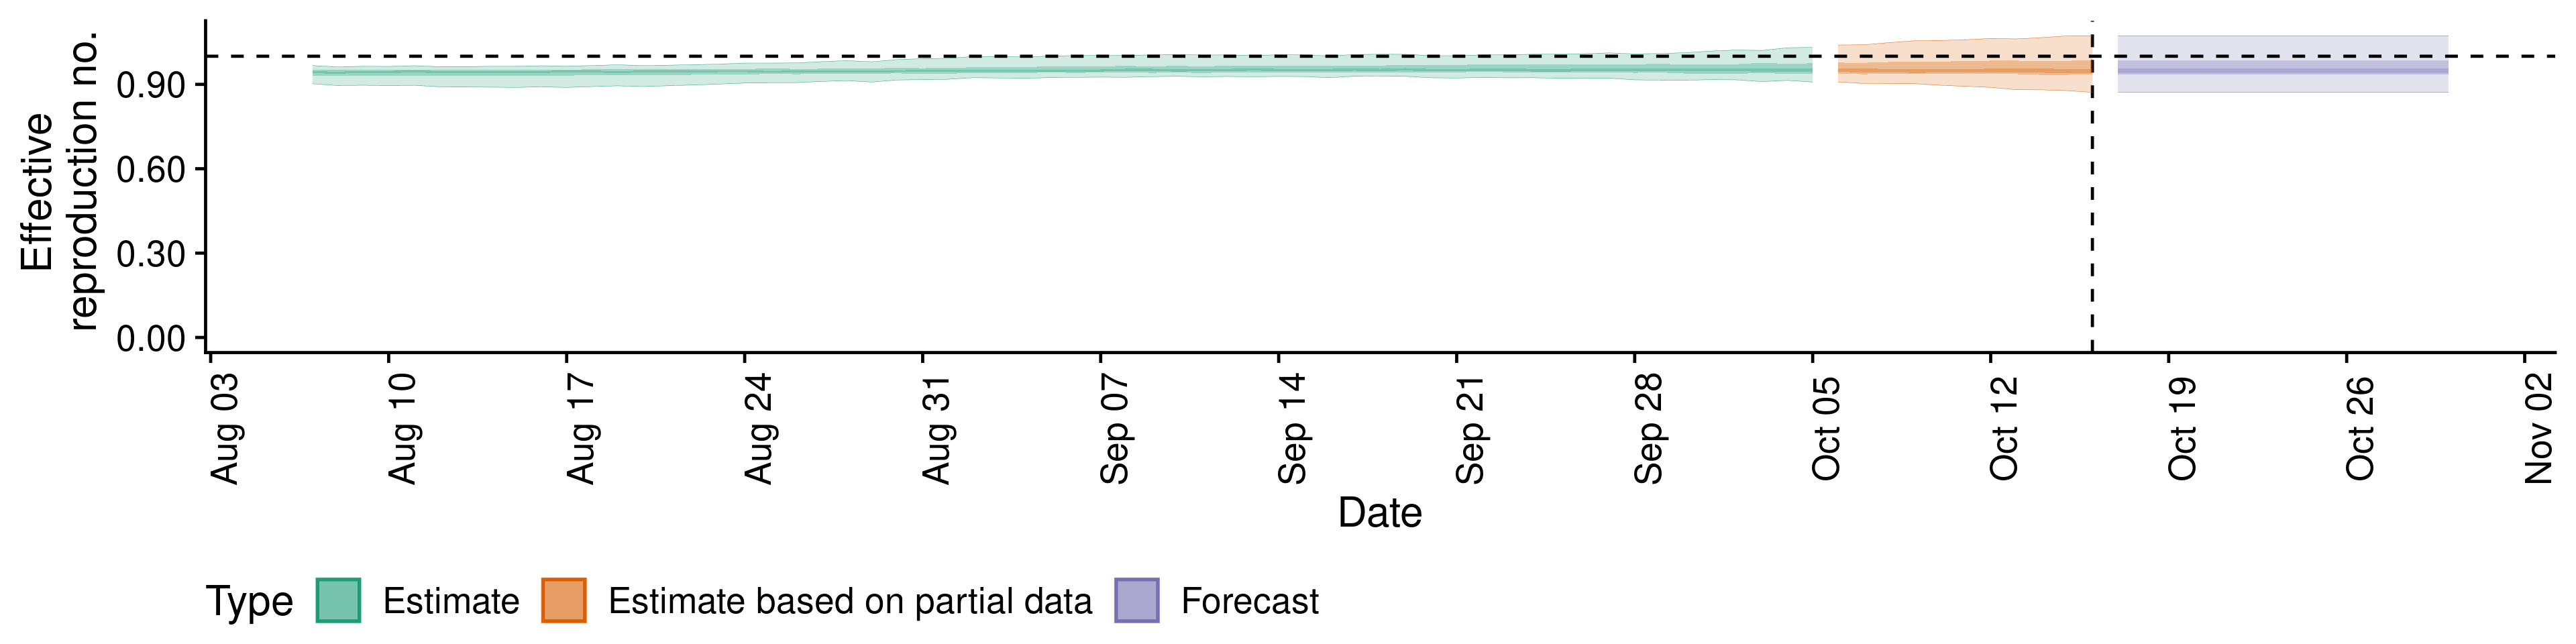 Effective
reproduction no.
0.90
0.60
0.30
0.00
Aug 03
Aug 10
Aug 17
Aug 24
Aug 31
Sep 07
Sep 14
Sep 21
Sep 28
Oct 05
Oct 12
Oct 19
Oct 26
Nov 02
Date
Type Estimate Estimate based on partial data Forecast